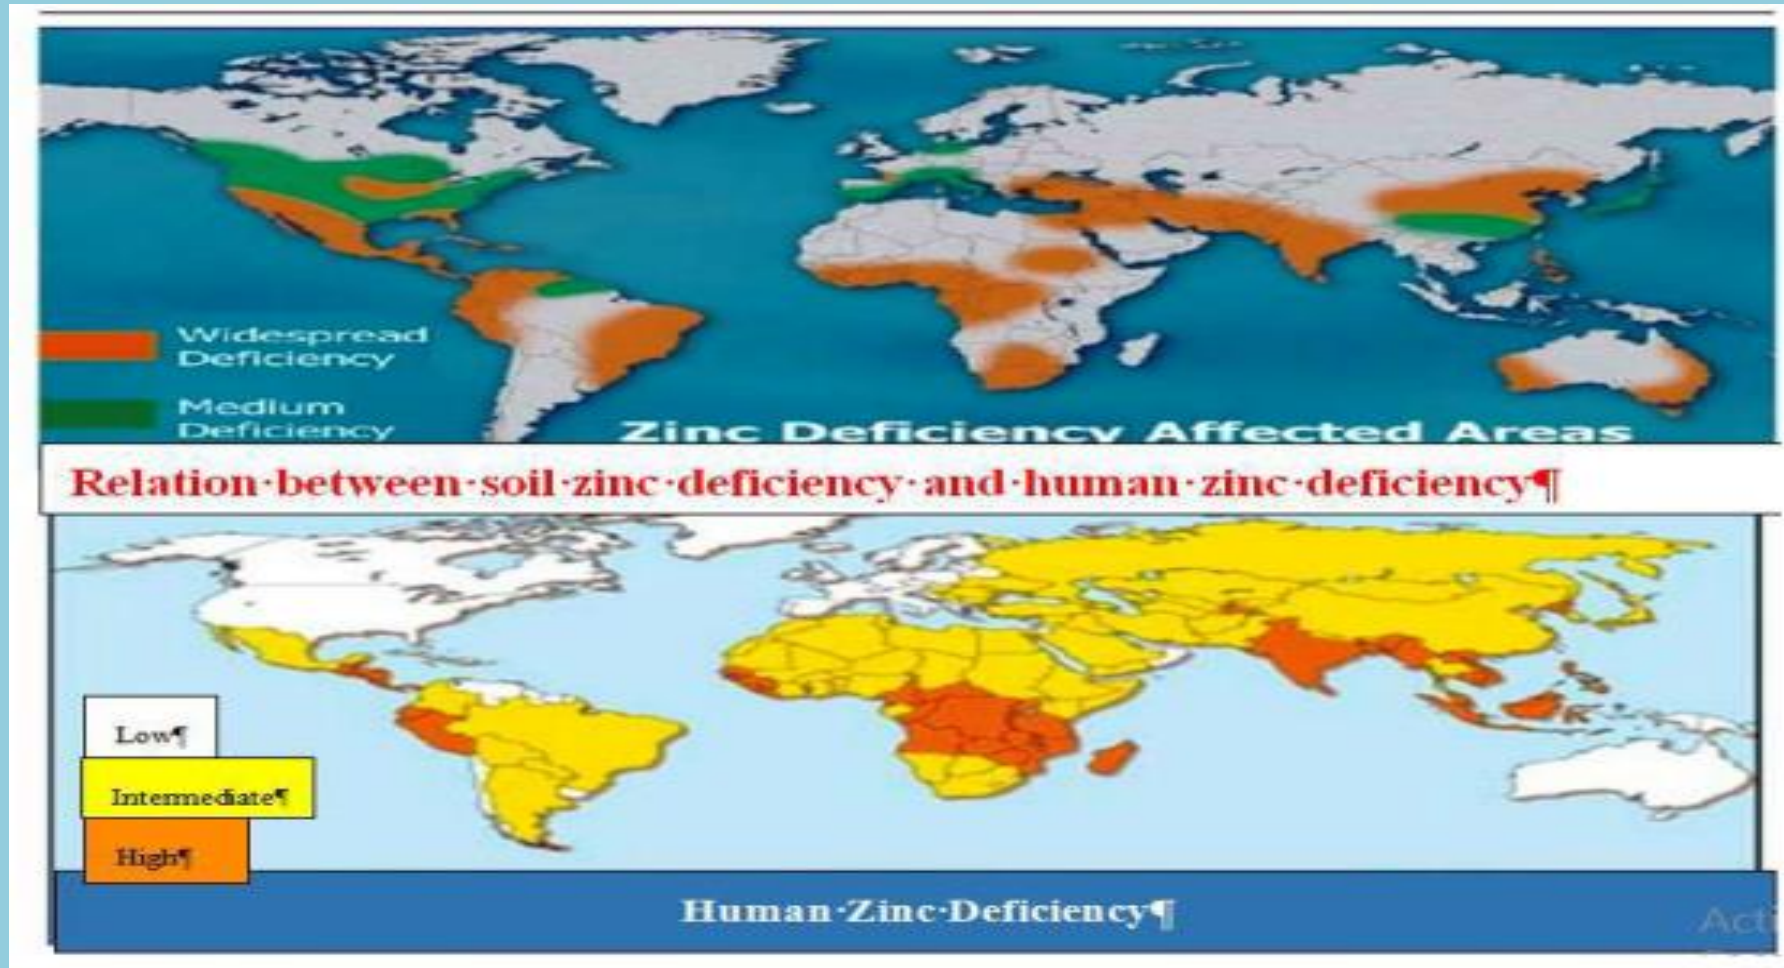 Widespread
Deficiency
Medium
Deficiency
Zinc Deficiency Affected Areas
Relation·between·soil·zinc·deficiency·and·human·zinc·deficiency¶
Low¶
Intermediate¶
High¶
Human·Zinc·Deficiency¶